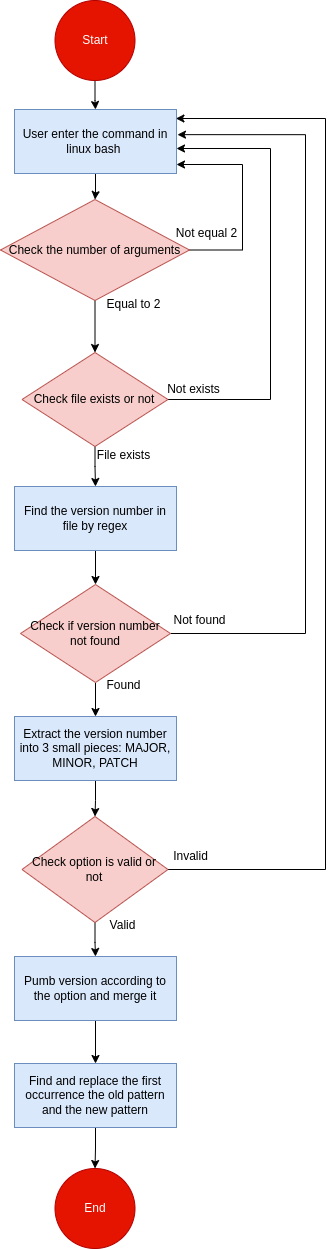 Start
User enter the command in
linux bash
Not equal 2
Check the number of arguments
Equal to 2
Not exists
Check file exists or not
File exists
Find the version number in
file by regex
Not found
Check if version number
not found
Found
Extract the version number
into 3 small pieces: MAJOR,
MINOR, PATCH
Invalid
Check option is valid or
not
Valid
Pumb version according to
the option and merge it
Find and replace the first
occurrence the old pattern
and the new pattern
End